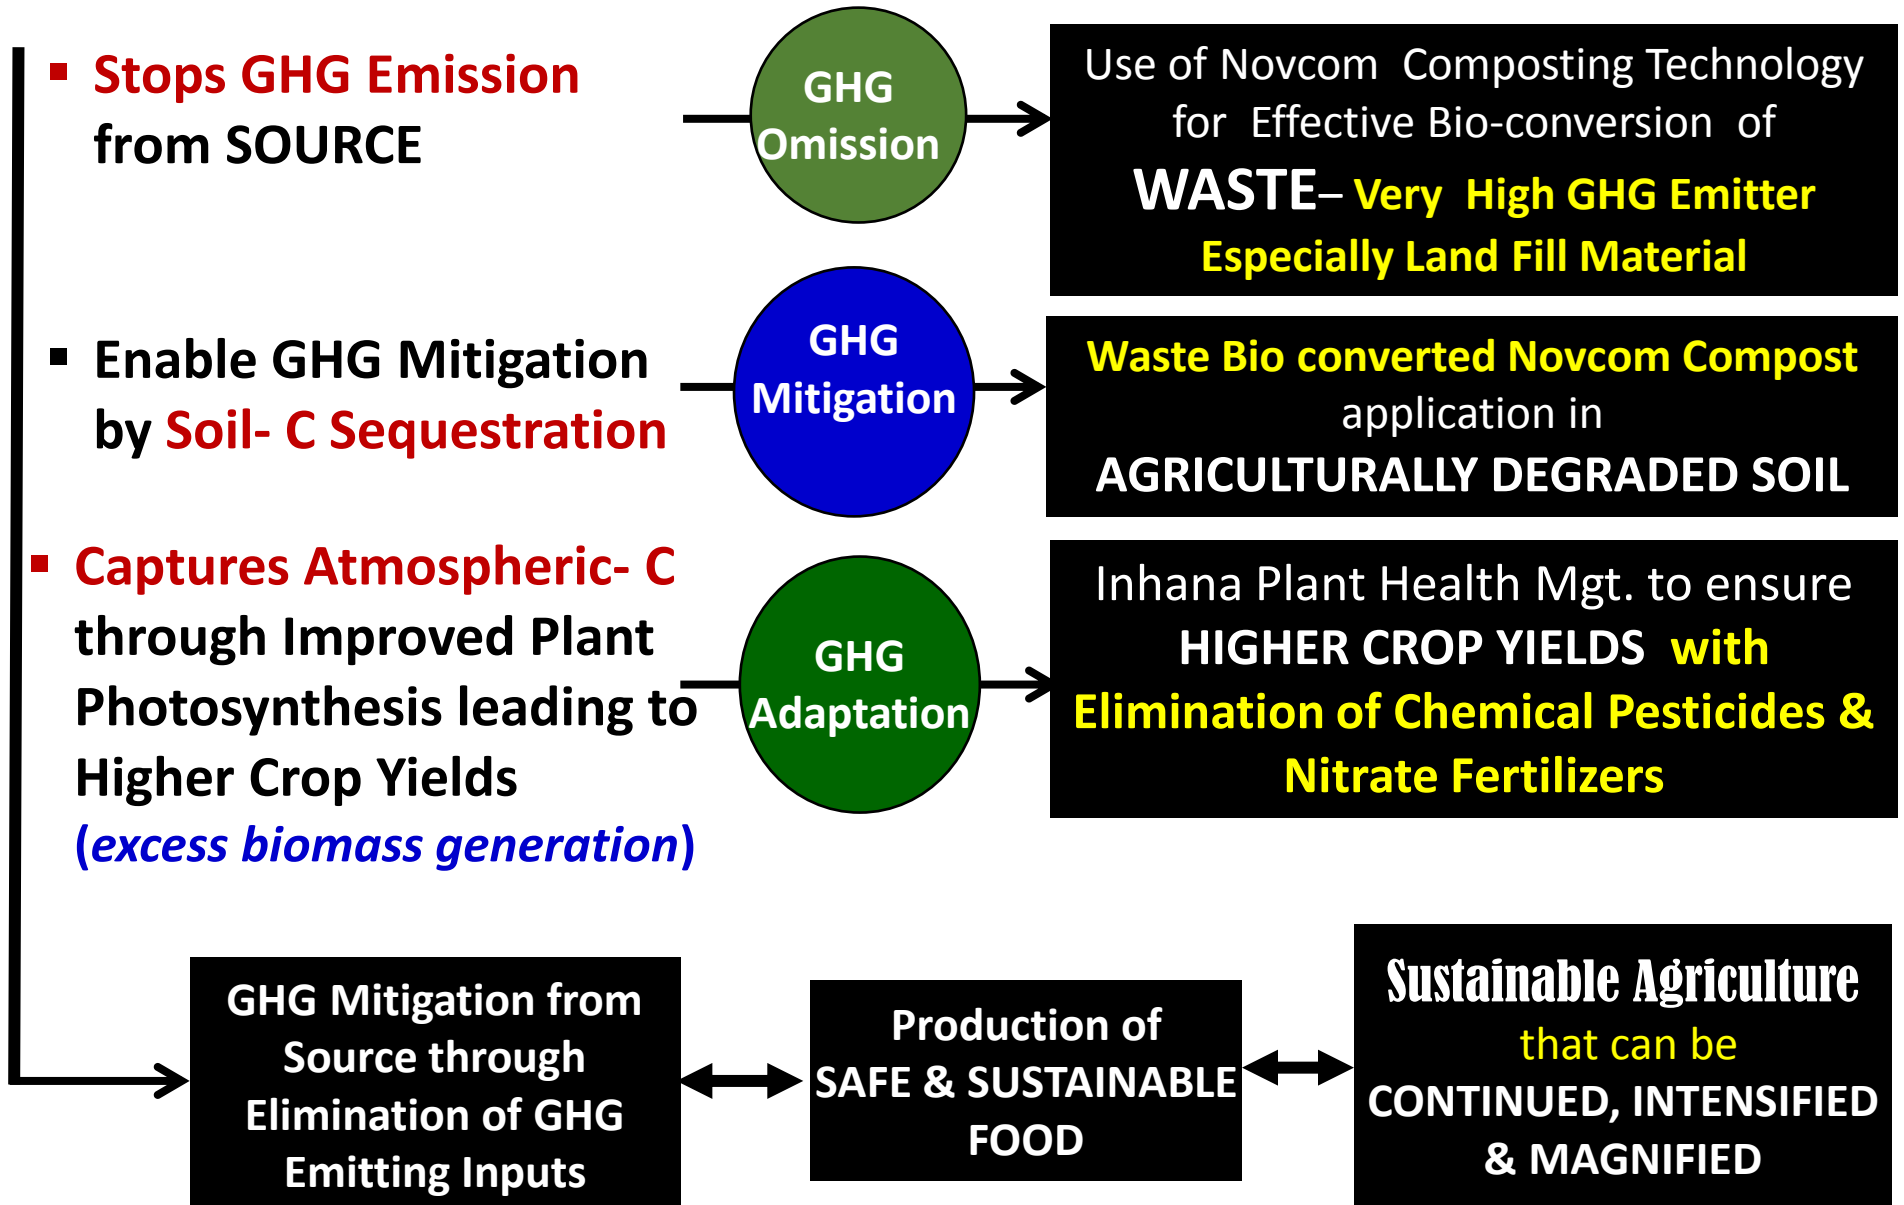 ▪ Stops GHG Emission
from SOURCE
GHG
Omission
Use of Novcom Composting Technology
for Effective Bio-conversion of
WASTE– Very High GHG Emitter
Especially Land Fill Material
▪ Enable GHG Mitigation
by Soil- C Sequestration
GHG
Mitigation
Waste Bio converted Novcom Compost
application in
AGRICULTURALLY DEGRADED SOIL
▪ Captures Atmospheric- C
through Improved Plant
Photosynthesis leading to
Higher Crop Yields
(excess biomass generation)
GHG
Adaptation
Inhana Plant Health Mgt. to ensure
HIGHER CROP YIELDS with
Elimination of Chemical Pesticides &
Nitrate Fertilizers
GHG Mitigation from
Source through
Elimination of GHG
Emitting Inputs
Production of
SAFE & SUSTAINABLE
FOOD
Sustainable Agriculture
that can be
CONTINUED, INTENSIFIED
& MAGNIFIED